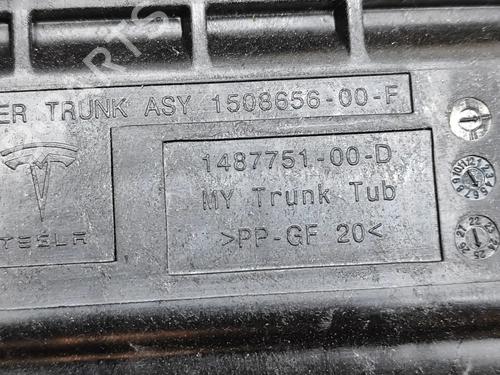 ER TRUNK ASY 1508656-00-F
1487751-00-D
MY Trunk Tub
TESLA
>PP-GF 20<